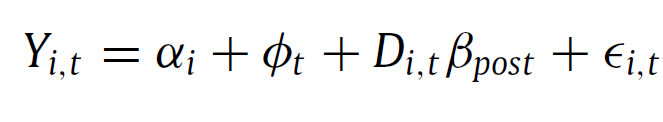 Y_{i,t} = α_i + ϕ_t + D_{i,t} β_{post} + ϵ_{i,t}